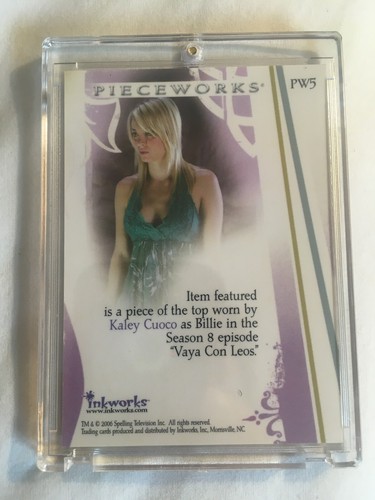 PIECEWORKS®
PW5
Item featured
is a piece of the top worn by
Kaley Cuoco as Billie in the
Season 8 episode
"Vaya Con Leos."
inkworks™
www.inkworks.com
TM & © 2006 Spelling Television Inc. All rights reserved.
Trading cards produced and distributed by Inkworks, Inc, Morrisville, NC